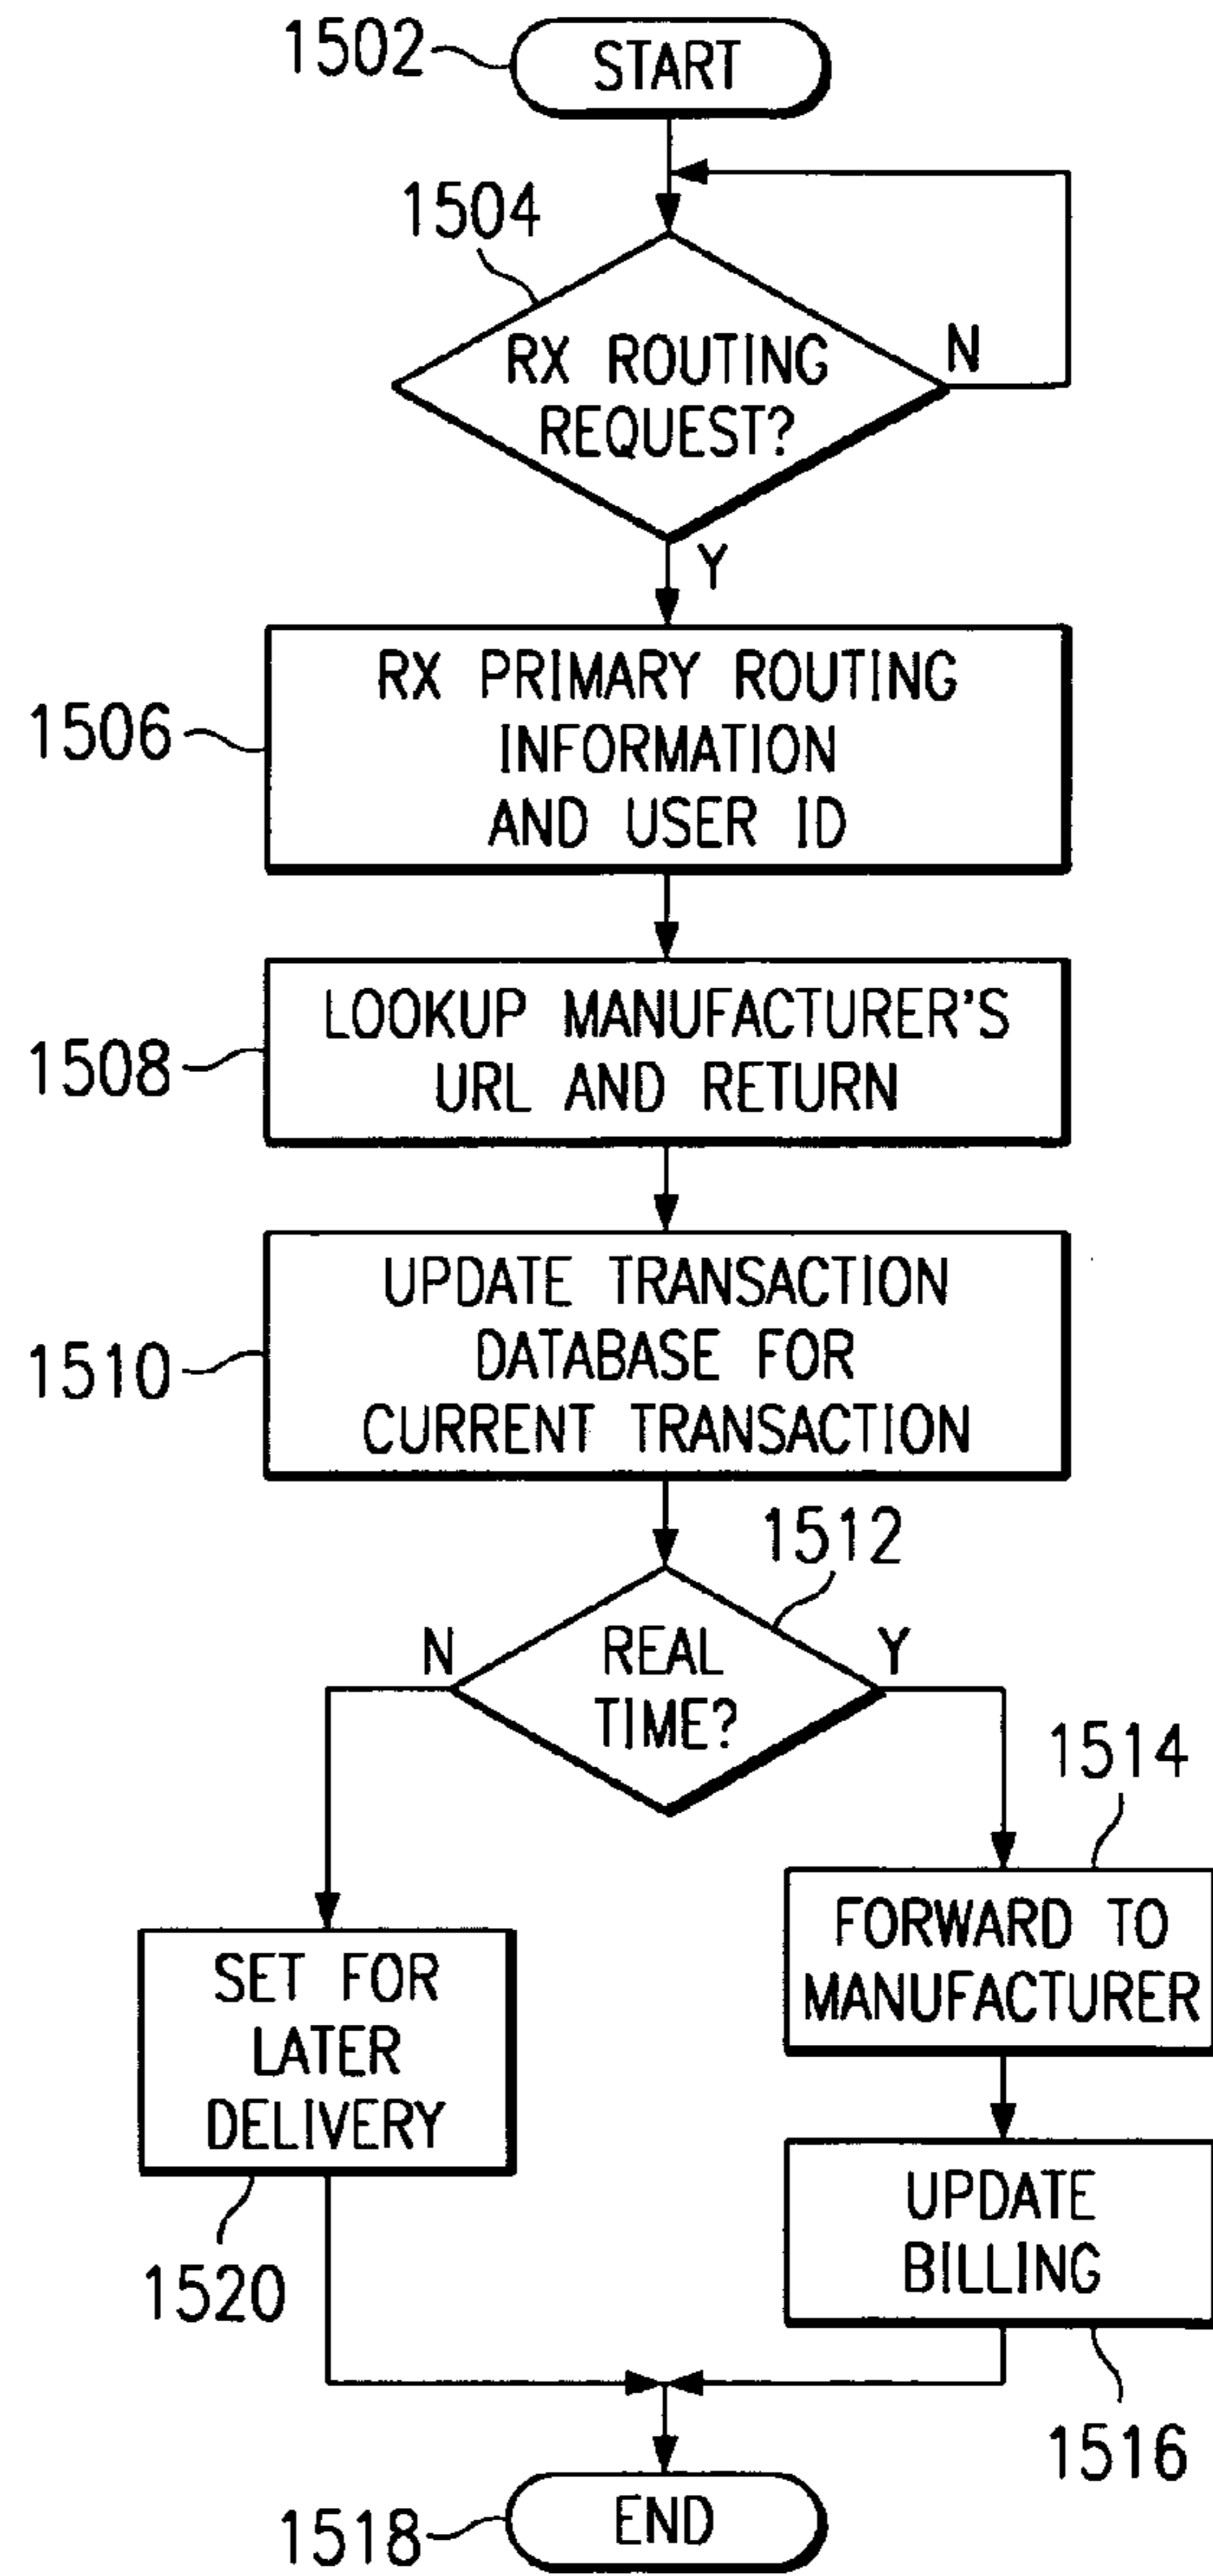 1502
START
1504
RX ROUTING
REQUEST?
N
Y
1506
RX PRIMARY ROUTING
INFORMATION
AND USER ID
1508
LOOKUP MANUFACTURER'S
URL AND RETURN
1510
UPDATE TRANSACTION
DATABASE FOR
CURRENT TRANSACTION
1512
N
REAL
TIME?
Y
1514
FORWARD TO
MANUFACTURER
SET FOR
LATER
DELIVERY
1520
UPDATE
BILLING
1516
1518
END